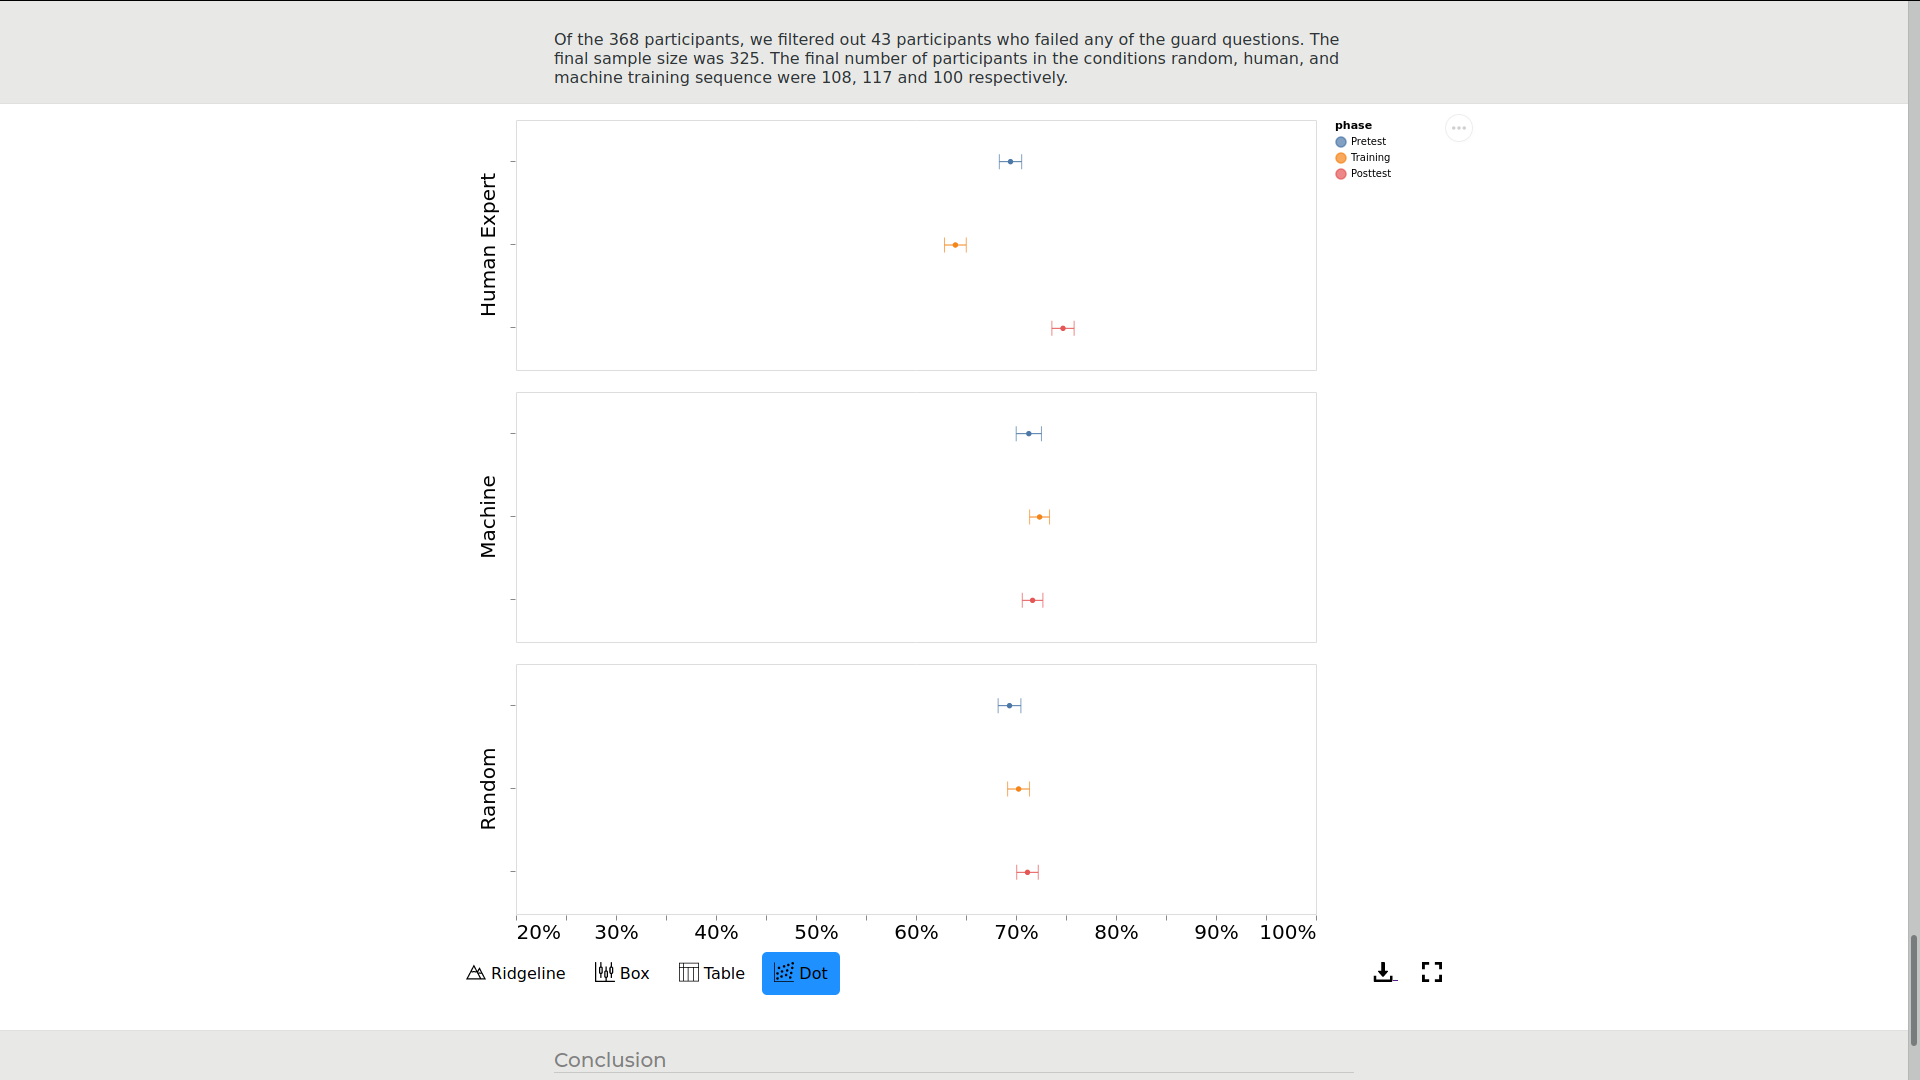 Of the 368 participants, we filtered out 43 participants who failed any of the guard questions. The
final sample size was 325. The final number of participants in the conditions random, human, and
machine training sequence were 108, 117 and 100 respectively.
phase
Pretest
Training
Posttest
Human Expert
Machine
Random
20% 30% 40% 50% 60% 70% 80% 90% 100%
Ridgeline Box Table Dot
Conclusion